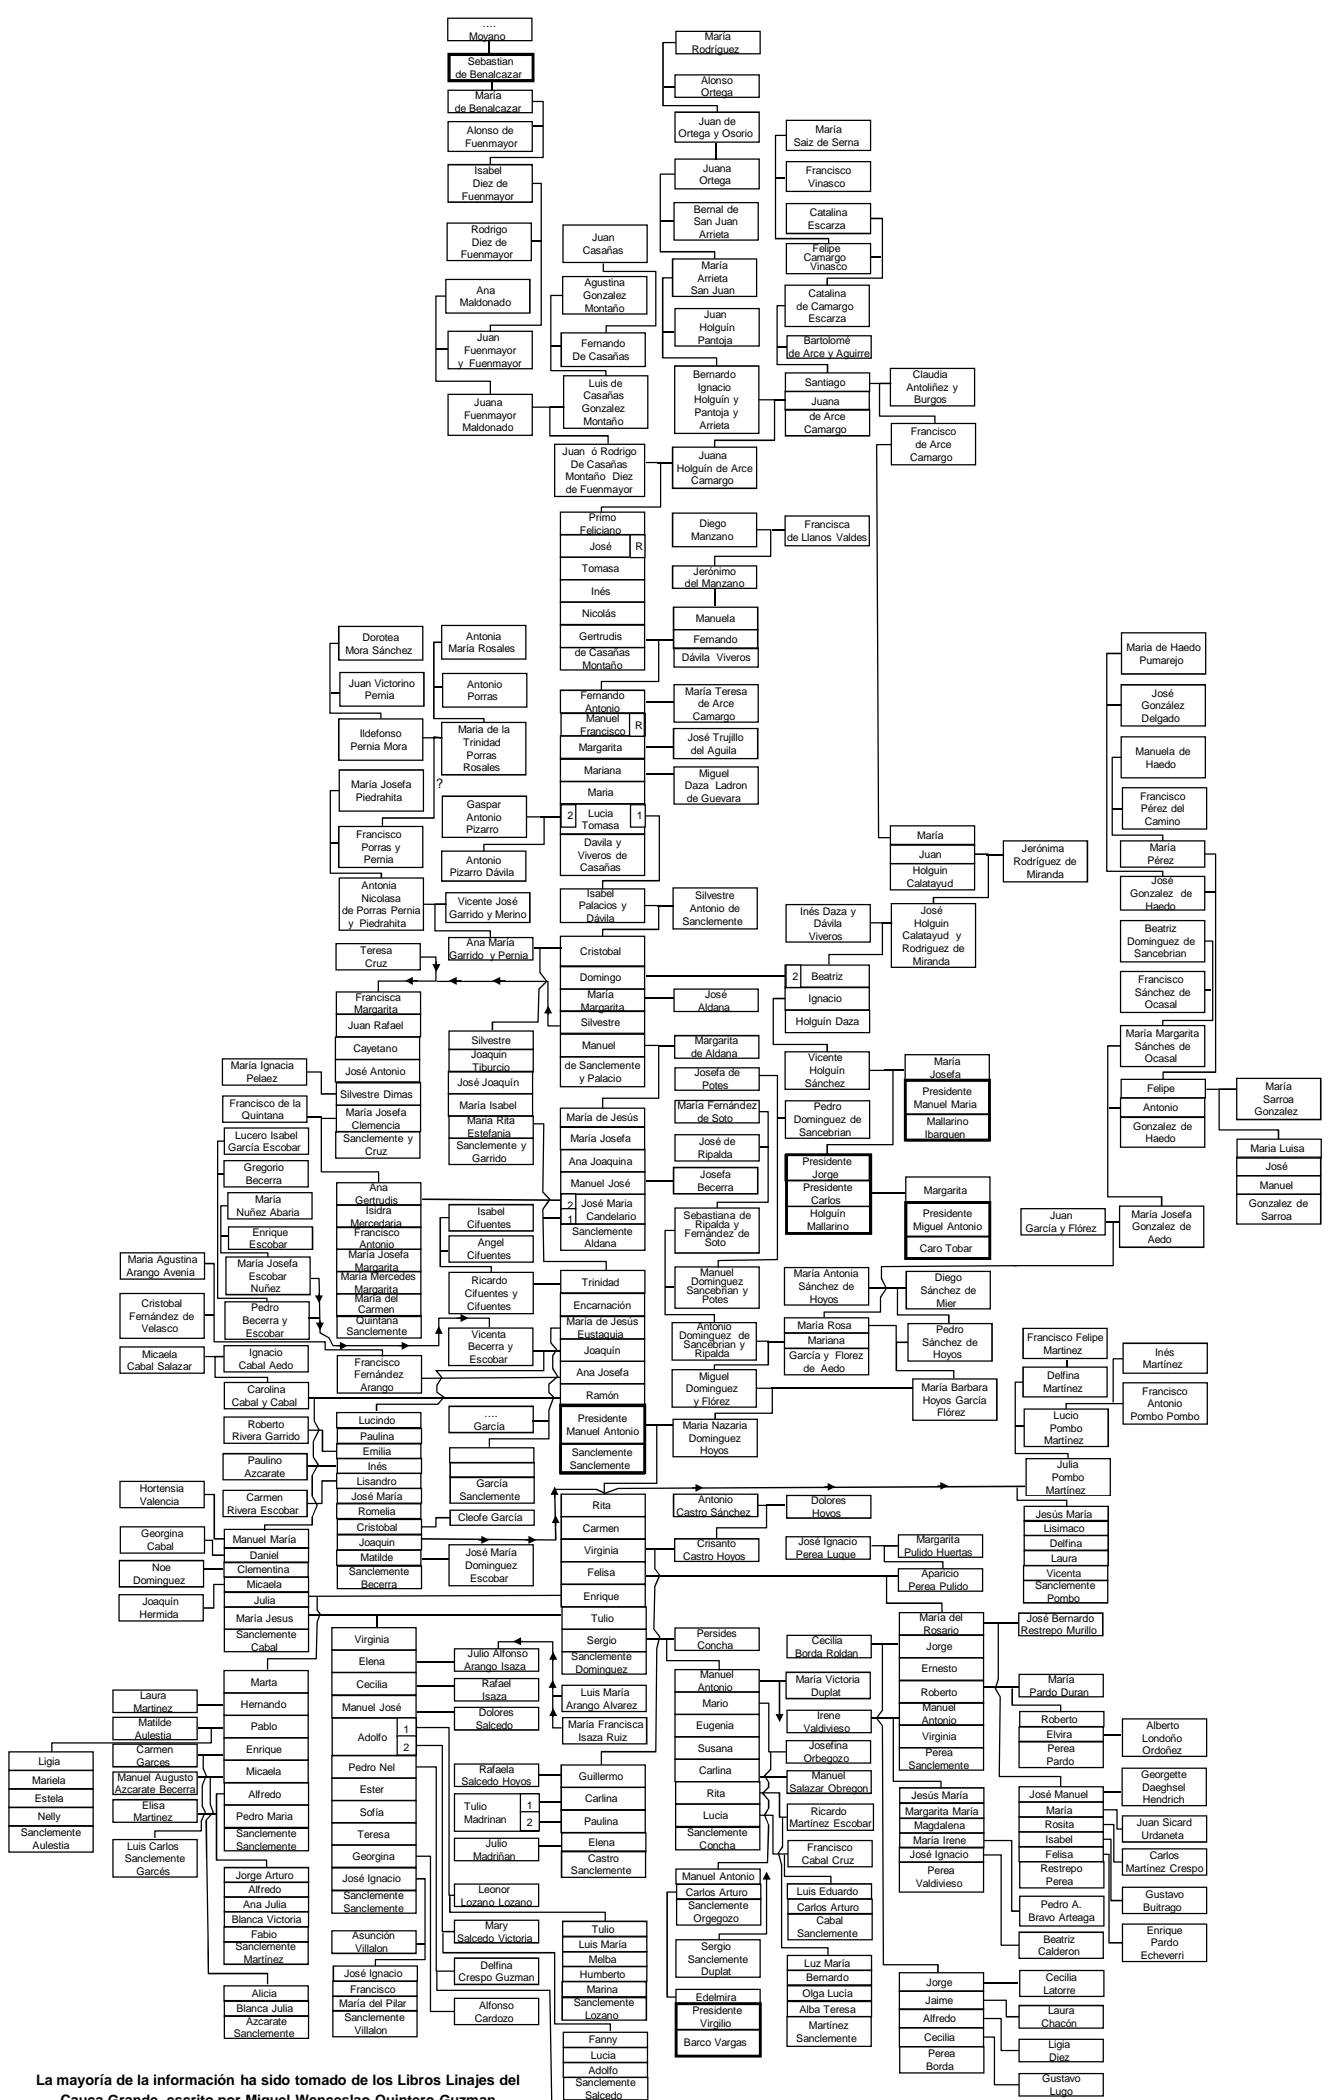 ....
Moyano
Sebastian
de Benalcazar
María
de Benalcazar
Alonso de
Fuenmayor
Isabel
Diez de
Fuenmayor
Rodrigo
Diez de
Fuenmayor
Ana
Maldonado
Juan
Fuenmayor
y Fuenmayor
Juana
Fuenmayor
Maldonado
Juan
Casañas
Agustina
Gonzalez
Montaño
Fernando
De Casañas
Luis de
Casañas
Gonzalez
Montaño
Juan ó Rodrigo
De Casañas
Montaño Diez
de Fuenmayor
María
Rodríguez
Alonso
Ortega
Juan de
Ortega y Osorio
Juana
Ortega
Bernal de
San Juan
Arrieta
María
Arrieta
San Juan
Juan
Holguín
Pantoja
Bernardo
Ignacio
Holguín y
Pantoja y
Arrieta
Juana
Holguín de Arce
Camargo
María
Saiz de Serna
Francisco
Vinasco
Catalina
Escarza
Felipe
Camargo
Vinasco
Catalina
de Camargo
Escarza
Bartolomé
de Arce y Aguirre
Santiago
Juana
de Arce
Camargo
Claudia
Antoliñez y
Burgos
Francisco
de Arce
Camargo
Primo
Feliciano
José
R
Tomasa
Inés
Nicolás
Gertrudis
de Casañas
Montaño
Diego
Manzano
Francisca
de Llanos Valdes
Jerónimo
del Manzano
Manuela
Fernando
Dávila Viveros
Dorotea
Mora Sánchez
Juan Victorino
Pernia
Ildefonso
Pernia Mora
María Josefa
Piedrahita
Francisco
Porras y
Pernia
Antonia
Nicolasa
de Porras Pernia
y Piedrahita
Antonia
María Rosales
Antonio
Porras
Maria de la
Trinidad
Porras
Rosales
?
Gaspar
Antonio
Pizarro
Antonio
Pizarro Dávila
Vicente José
Garrido y Merino
Ana María
Garrido y Pernia
Fernando
Antonio
Manuel
Francisco
R
Margarita
Mariana
Maria
2
Lucia
Tomasa
1
Davila y
Viveros de
Casañas
María Teresa
de Arce
Camargo
José Trujillo
del Aguila
Miguel
Daza Ladron
de Guevara
Isabel
Palacios y
Dávila
Silvestre
Antonio de
Sanclemente
Inés Daza y
Dávila
Viveros
María
Juan
Holguin
Calatayud
Jerónima
Rodríguez de
Miranda
José
Holguin
Calatayud y
Rodriguez de
Miranda
Maria de Haedo
Pumarejo
José
González
Delgado
Manuela de
Haedo
Francisco
Pérez del
Camino
María
Pérez
José
Gonzalez de
Haedo
Beatriz
Dominguez de
Sancebrian
Francisco
Sánchez de
Ocasal
María Margarita
Sánches de
Ocasal
Felipe
Antonio
Gonzalez de
Haedo
María
Sarroa
Gonzalez
Maria Luisa
José
Manuel
Gonzalez de
Sarroa
Juan
García y Flórez
María Josefa
Gonzalez de
Aedo
Teresa
Cruz
Francisca
Margarita
Juan Rafael
Cayetano
José Antonio
Silvestre Dimas
María Josefa
Clemencia
Sanclemente y
Cruz
Silvestre
Joaquin
Tiburcio
José Joaquín
María Isabel
Maria Rita
Estefania
Sanclemente y
Garrido
Cristobal
Domingo
María
Margarita
Silvestre
Manuel
de Sanclemente
y Palacio
José
Aldana
2
Beatriz
Ignacio
Holguín Daza
Margarita
de Aldana
Josefa de
Potes
María Fernández
de Soto
José de
Ripalda
Josefa
Becerra
Sebastiana de
Ripalda y
Fernández de
Soto
Manuel
Dominguez
Sancebrian y
Potes
Antonio
Dominguez de
Sancebrian y
Ripalda
Miguel
Dominguez
y Flórez
Maria Nazaria
Dominguez
Hoyos
Vicente
Holguín
Sánchez
Pedro
Dominguez de
Sancebrian
María
Josefa
Presidente
Manuel Maria
Mallarino
Ibarguen
Presidente
Jorge
Presidente
Carlos
Holguín
Mallarino
Margarita
Presidente
Miguel Antonio
Caro Tobar
María Ignacia
Pelaez
Francisco de la
Quintana
Lucero Isabel
García Escobar
Gregorio
Becerra
María
Nuñez Abaria
Enrique
Escobar
María Josefa
Escobar
Nuñez
Pedro
Becerra y
Escobar
Maria Agustina
Arango Avenia
Cristobal
Fernández de
Velasco
Micaela
Cabal Salazar
Ignacio
Cabal Aedo
Carolina
Cabal y Cabal
Ana
Gertrudis
Isidra
Mercedaria
Francisco
Antonio
María Josefa
Margarita
María Mercedes
Margarita
María del
Carmen
Quintana
Sanclemente
Francisco
Fernández
Arango
Isabel
Cifuentes
Angel
Cifuentes
Ricardo
Cifuentes y
Cifuentes
Vicenta
Becerra y
Escobar
María de Jesús
María Josefa
Ana Joaquina
Manuel José
2
1
José Maria
Candelario
Sanclemente
Aldana
Trinidad
Encarnación
María de Jesús
Eustaquia
Joaquín
Ana Josefa
Ramón
Presidente
Manuel Antonio
Sanclemente
Sanclemente
María Antonia
Sánchez de
Hoyos
Diego
Sánchez de
Mier
María Rosa
Mariana
García y Florez
de Aedo
Pedro
Sánchez de
Hoyos
María Barbara
Hoyos García
Flórez
Francisco Felipe
Martinez
Delfina
Martínez
Inés
Martínez
Francisco
Antonio
Pombo Pombo
Lucio
Pombo
Martínez
Julia
Pombo
Martínez
Jesús María
Lisimaco
Delfina
Laura
Vicenta
Sanclemente
Pombo
Roberto
Rivera Garrido
Paulino
Azcarate
Carmen
Rivera Escobar
Hortensia
Valencia
Georgina
Cabal
Noe
Dominguez
Joaquín
Hermida
Manuel María
Daniel
Clementina
Micaela
Julia
María Jesus
Sanclemente
Cabal
Lucindo
Paulina
Emilia
Inés
Lisandro
José María
Romelia
Cristobal
Joaquin
Matilde
Sanclemente
Becerra
....
García
García
Sanclemente
Cleofe García
José María
Dominguez
Escobar
Rita
Carmen
Virginia
Felisa
Enrique
Tulio
Sergio
Sanclemente
Dominguez
Antonio
Castro Sánchez
Dolores
Hoyos
Crisanto
Castro Hoyos
José Ignacio
Perea Luque
Margarita
Pulido Huertas
Aparicio
Perea Pulido
Persides
Concha
Marta
Hernando
Pablo
Enrique
Micaela
Alfredo
Pedro Maria
Sanclemente
Sanclemente
Laura
Martinez
Matilde
Aulestia
Carmen
Garces
Manuel Augusto
Azcarate Becerra
Elisa
Martinez
Luis Carlos
Sanclemente
Garcés
Ligia
Mariela
Estela
Nelly
Sanclemente
Aulestia
Jorge Arturo
Alfredo
Ana Julia
Blanca Victoria
Fabio
Sanclemente
Martínez
Alicia
Blanca Julia
Azcarate
Sanclemente
Virginia
Elena
Cecilia
Manuel José
Adolfo
1
2
Pedro Nel
Ester
Sofía
Teresa
Georgina
José Ignacio
Sanclemente
Sanclemente
Asunción
Villalon
José Ignacio
Francisco
María del Pilar
Sanclemente
Villalon
Julio Alfonso
Arango Isaza
Rafael
Isaza
Dolores
Salcedo
Luis María
Arango Alvarez
María Francisca
Isaza Ruiz
Rafaela
Salcedo Hoyos
Tulio
Madrinan
1
2
Julio
Madriñan
Leonor
Lozano Lozano
Mary
Salcedo Victoria
Delfina
Crespo Guzman
Alfonso
Cardozo
Guillermo
Carlina
Paulina
Elena
Castro
Sanclemente
Tulio
Luis María
Melba
Humberto
Marina
Sanclemente
Lozano
Fanny
Lucia
Adolfo
Sanclemente
Salcedo
Manuel
Antonio
Mario
Eugenia
Susana
Carlina
Rita
Lucia
Sanclemente
Concha
María Victoria
Duplat
Irene
Valdivieso
Josefina
Orbegozo
Manuel
Salazar Obregon
Ricardo
Martínez Escobar
Francisco
Cabal Cruz
Manuel Antonio
Carlos Arturo
Sanclemente
Orgegozo
Sergio
Sanclemente
Duplat
Edelmira
Presidente
Virgilio
Barco Vargas
Luis Eduardo
Carlos Arturo
Cabal
Sanclemente
Luz María
Bernardo
Olga Lucía
Alba Teresa
Martínez
Sanclemente
Cecilia
Borda Roldan
María del
Rosario
Jorge
Ernesto
Roberto
Manuel
Antonio
Virginia
Perea
Sanclemente
José Bernardo
Restrepo Murillo
María
Pardo Duran
Roberto
Elvira
Perea
Pardo
Alberto
Londoño
Ordoñez
Jesús María
Margarita María
Magdalena
María Irene
José Ignacio
Perea
Valdivieso
José Manuel
María
Rosita
Isabel
Felisa
Restrepo
Perea
Georgette
Daeghsel
Hendrich
Juan Sicard
Urdaneta
Carlos
Martínez Crespo
Gustavo
Buitrago
Enrique
Pardo
Echeverri
Pedro A.
Bravo Arteaga
Beatriz
Calderon
Jorge
Jaime
Alfredo
Cecilia
Perea
Borda
Cecilia
Latorre
Laura
Chacón
Ligia
Diez
Gustavo
Lugo
La mayoría de la información ha sido tomado de los Libros Linajes del
Cauca Grande, escrito por Miguel Wenceslao Quintero Guzman